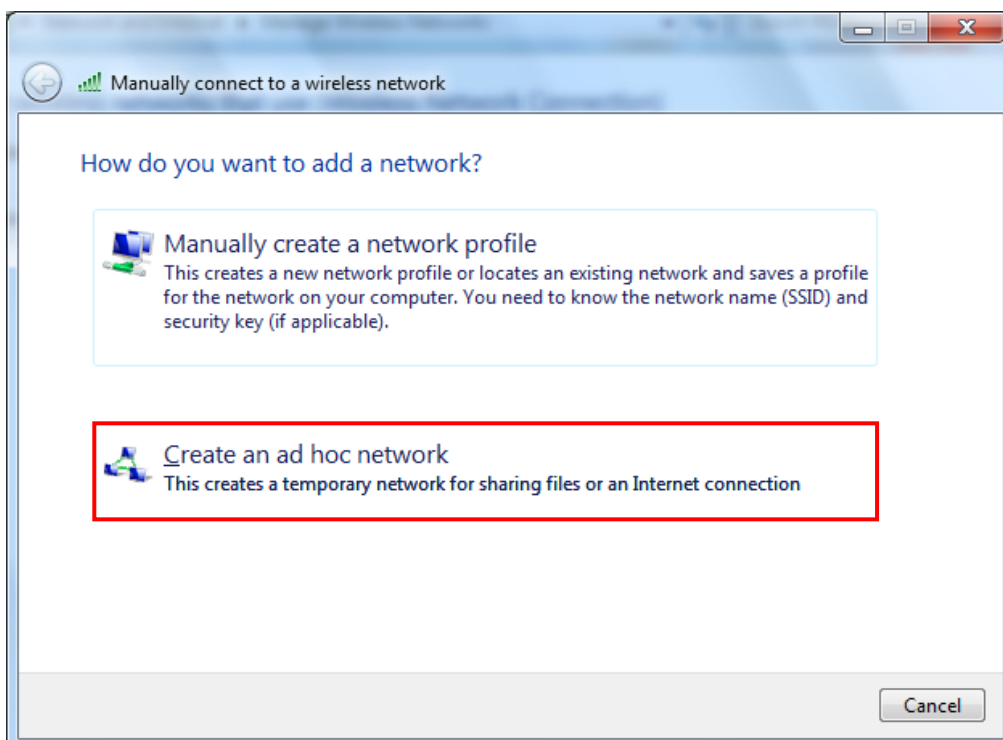 Manually connect to a wireless network
How do you want to add a network?
Manually create a network profile
This creates a new network profile or locates an existing network and saves a profile
for the network on your computer. You need to know the network name (SSID) and
security key (if applicable).
Create an ad hoc network
This creates a temporary network for sharing files or an Internet connection
Cancel